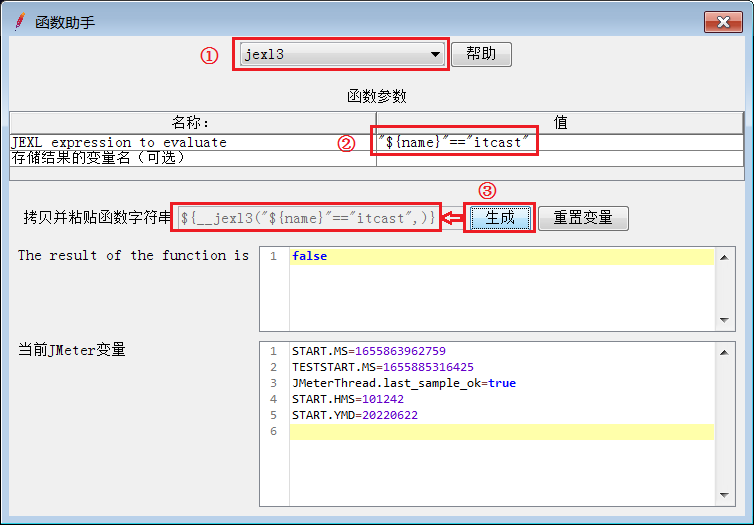 函数助手
① jexl3 帮助
函数参数
名称: 值
JEXL expression to evaluate ② "${name}"=="itcast"
存储结果的变量名（可选）
③
拷贝并粘贴函数字符串 ${__jexl3("${name}"=="itcast",)} 生成 重置变量
The result of the function is 1 false
当前JMeter变量
1 START.MS=1655863962759
2 TESTSTART.MS=1655885316425
3 JMeterThread.last_sample_ok=true
4 START.HMS=101242
5 START.YMD=20220622
6